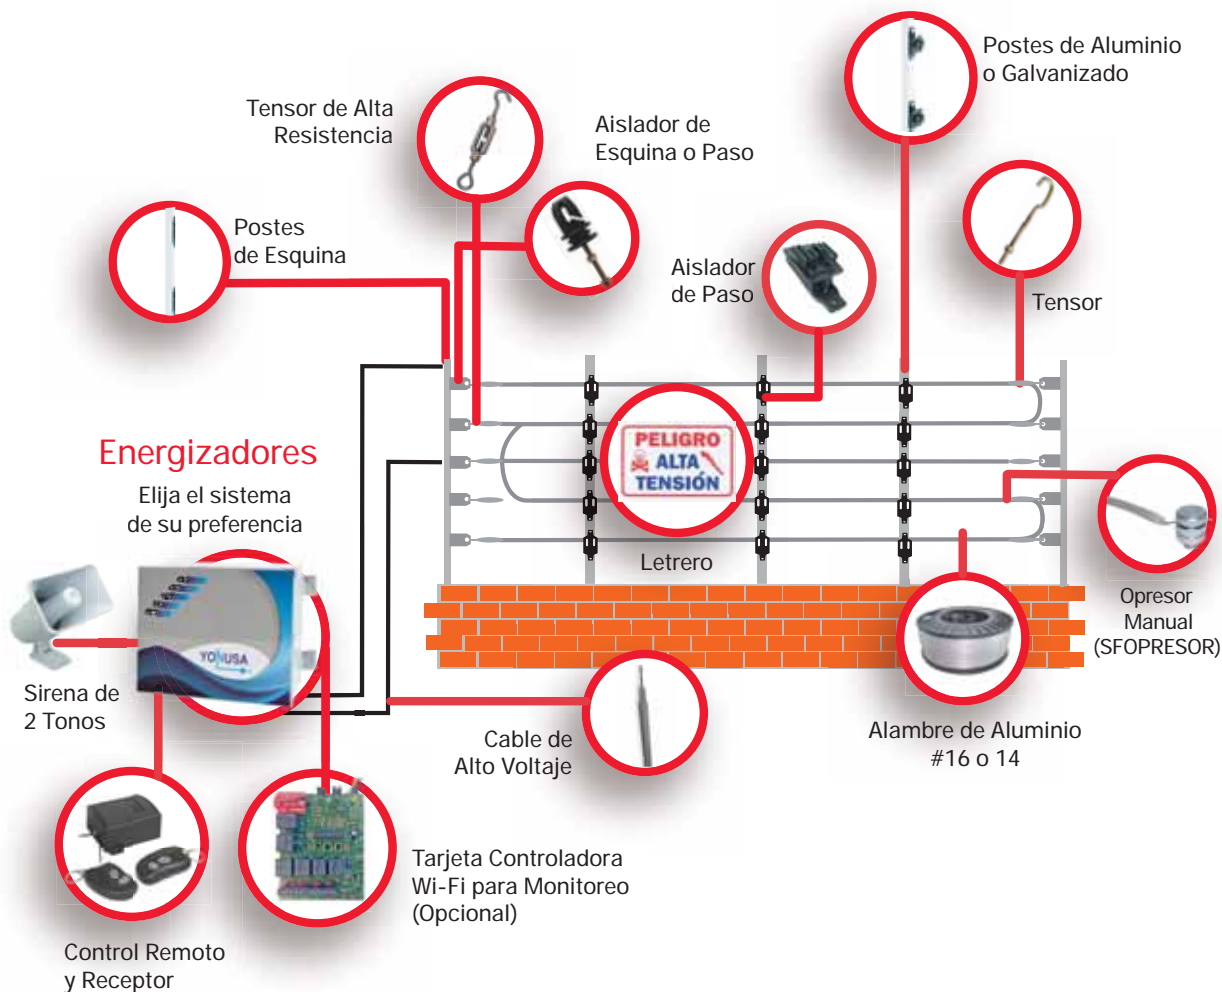 Postes de Aluminio
o Galvanizado
Tensor de Alta
Resistencia
Aislador de
Esquina o Paso
Postes
de Esquina
Aislador
de Paso
Tensor
Energizadores
Elija el sistema
de su preferencia
PELIGRO
ALTA
TENSIÓN
Letrero
Opresor
Manual
(SFOPRESOR)
YONUSA
Sirena de
2 Tonos
Cable de
Alto Voltaje
Alambre de Aluminio
#16 o 14
Tarjeta Controladora
Wi-Fi para Monitoreo
(Opcional)
Control Remoto
y Receptor